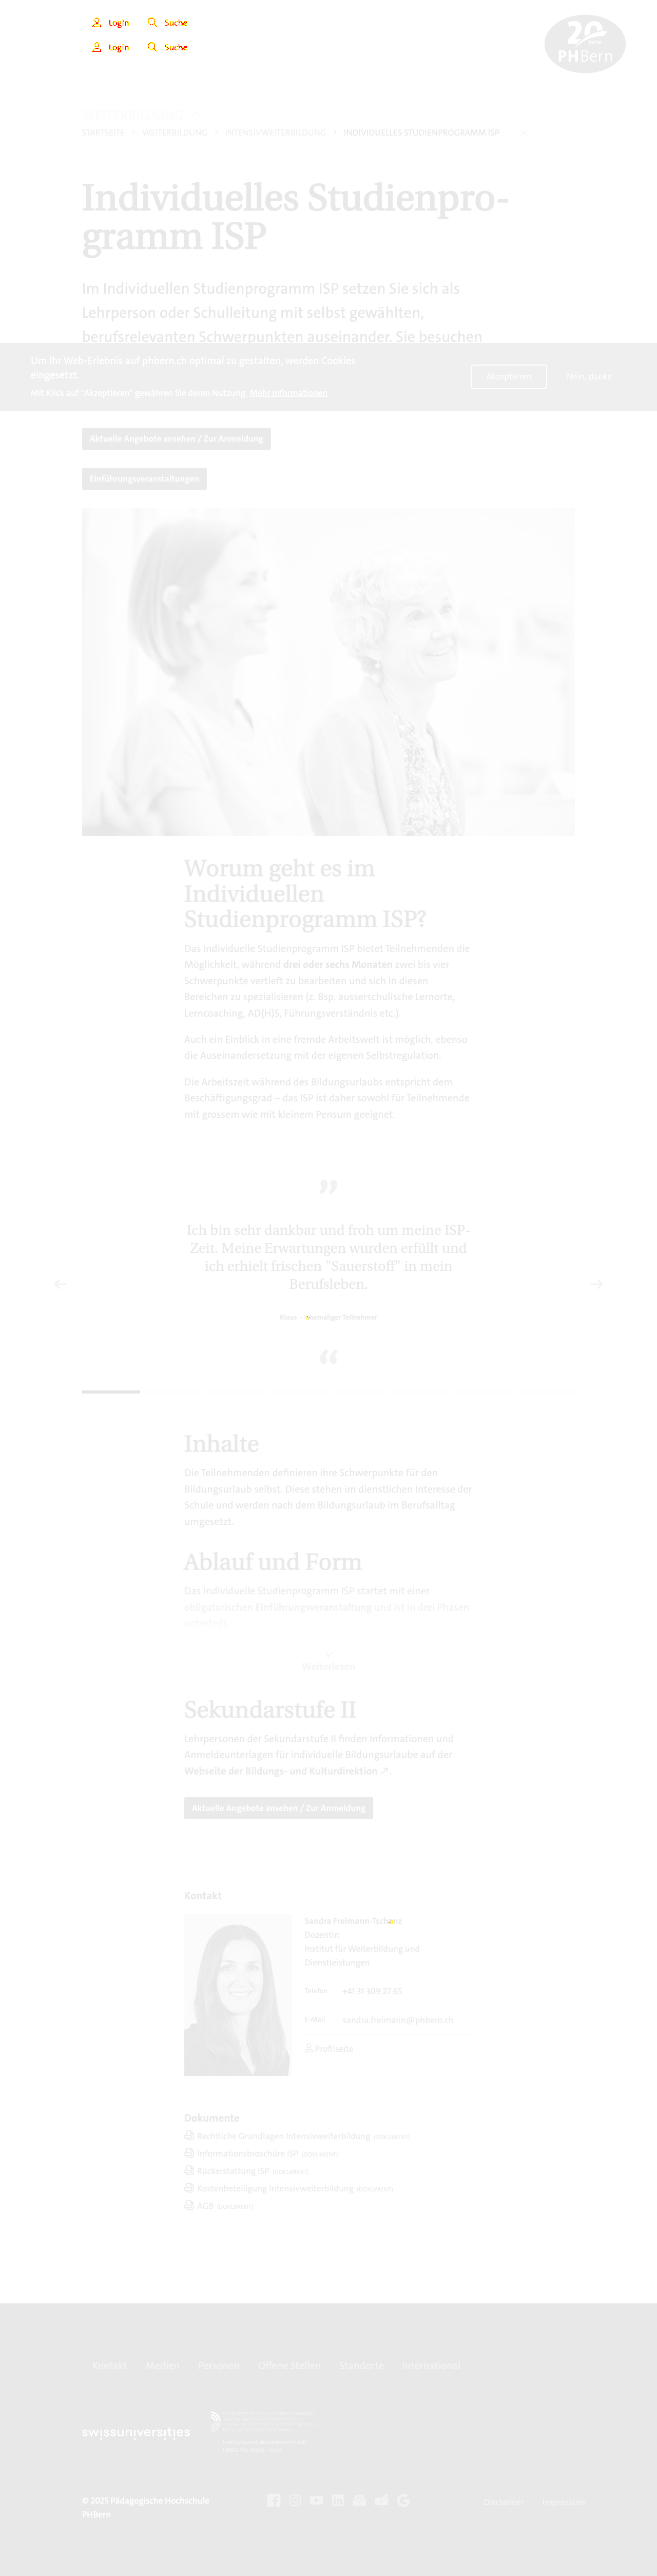 Login Suche
Login Suche
20
PHBern
WEITERBILDUNG
STARTSEITE
WEITERBILDUNG
INTENSIVWEITERBILDUNG
INDIVIDUELLES STUDIENPROGRAMM ISP
Individuelles Studienpro-
gramm ISP
Im Individuellen Studienprogramm ISP setzen Sie sich als
Lehrperson oder Schulleitung mit selbst gewählten,
berufsrelevanten Schwerpunkten auseinander. Sie besuchen
Um Ihr Web-Erlebnis auf phbern.ch optimal zu gestalten, werden Cookies
eingesetzt.
Mit Klick auf "Akzeptieren" gewähren Sie deren Nutzung. Mehr Informationen
Akzeptieren
Nein, danke
Aktuelle Angebote ansehen / Zur Anmeldung
Einführungsveranstaltungen
Worum geht es im
Individuellen
Studienprogramm ISP?
Das Individuelle Studienprogramm ISP bietet Teilnehmenden die
Möglichkeit, während drei oder sechs Monaten zwei bis vier
Schwerpunkte vertieft zu bearbeiten und sich in diesen
Bereichen zu spezialisieren (z. Bsp. ausserschulische Lernorte,
Lerncoaching, AD(H)S, Führungsverständnis etc.).
Auch ein Einblick in eine fremde Arbeitswelt ist möglich, ebenso
die Auseinandersetzung mit der eigenen Selbstregulation.
Die Arbeitszeit während des Bildungsurlaubs entspricht dem
Beschäftigungsgrad – das ISP ist daher sowohl für Teilnehmende
mit grossem wie mit kleinem Pensum geeignet.
”
Ich bin sehr dankbar und froh um meine ISP-
Zeit. Meine Erwartungen wurden erfüllt und
ich erhielt frischen "Sauerstoff" in mein
Berufsleben.
Klaus - ehemaliger Teilnehmer
“
Inhalte
Die Teilnehmenden definieren ihre Schwerpunkte für den
Bildungsurlaub selbst. Diese stehen im dienstlichen Interesse der
Schule und werden nach dem Bildungsurlaub im Berufsalltag
umgesetzt.
Ablauf und Form
Das Individuelle Studienprogramm ISP startet mit einer
obligatorischen Einführungsveranstaltung und ist in drei Phasen
unterteilt:
Weiterlesen
Sekundarstufe II
Lehrpersonen der Sekundarstufe II finden Informationen und
Anmeldeunterlagen für individuelle Bildungsurlaube auf der
Webseite der Bildungs- und Kulturdirektion ↗.
Aktuelle Angebote ansehen / Zur Anmeldung
Kontakt
Sandra Freimann-Tschanz
Dozentin
Institut für Weiterbildung und
Dienstleistungen
Telefon +41 31 309 27 65
E-Mail sandra.freimann@phbern.ch
Profilseite
Dokumente
Rechtliche Grundlagen Intensivweiterbildung (DOKUMENT)
Informationsbroschüre ISP (DOKUMENT)
Rückerstattung ISP (DOKUMENT)
Kostenbeteiligung Intensivweiterbildung (DOKUMENT)
AGB (DOKUMENT)
Kontakt Medien Personen Offene Stellen Standorte International
swissuniversities
© 2025 Pädagogische Hochschule
PHBern
Disclaimer Impressum